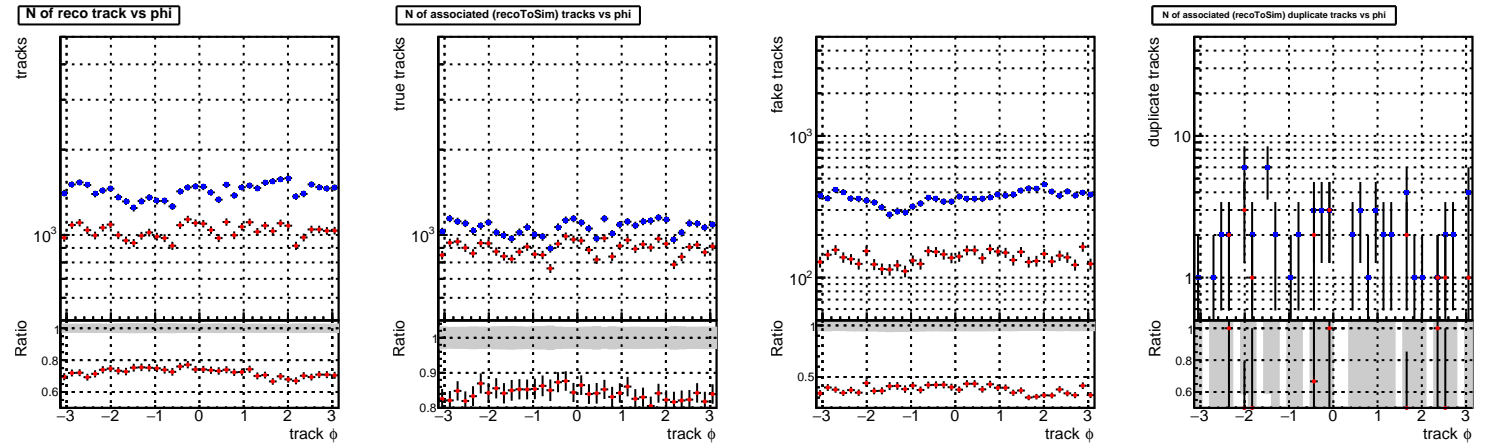 N of reco track vs phi
tracks
10³
Ratio
1
0.8
0.6
−3 −2 −1 0 1 2 3
track ϕ
N of associated (recoToSim) tracks vs phi
true tracks
10³
Ratio
1
0.9
0.8
−3 −2 −1 0 1 2 3
track ϕ
fake tracks
10³
10²
Ratio
1
0.5
−3 −2 −1 0 1 2 3
track ϕ
N of associated (recoToSim) duplicate tracks vs phi
duplicate tracks
10
1
Ratio
1
0.8
0.6
−3 −2 −1 0 1 2 3
track ϕ